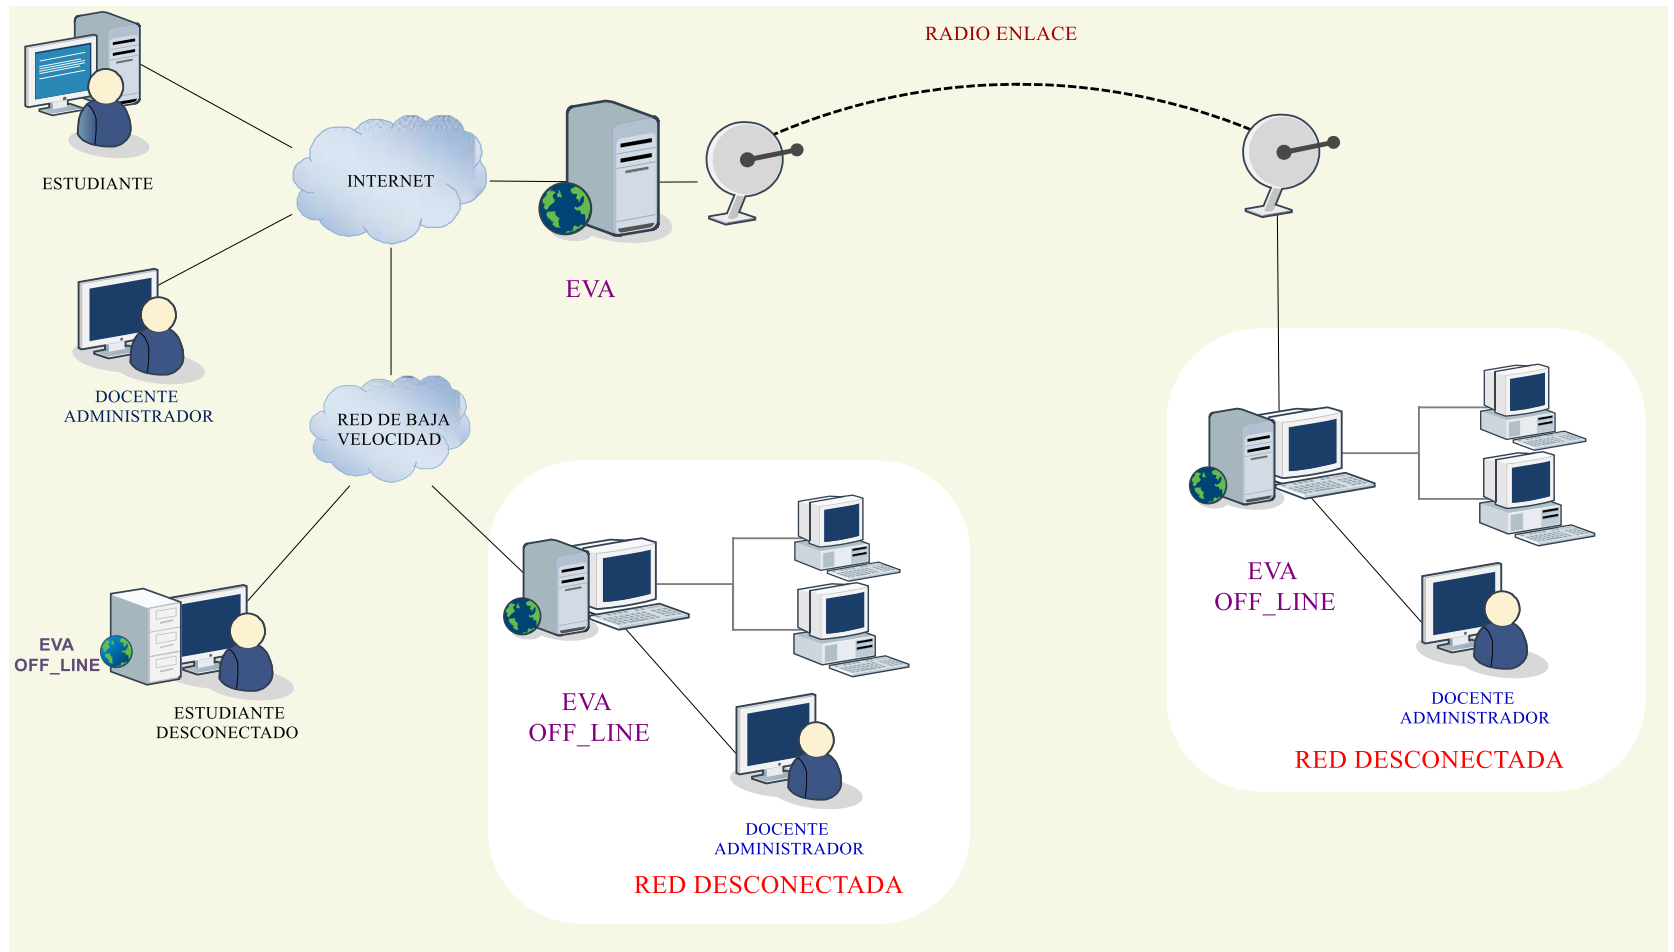 RADIO ENLACE
ESTUDIANTE
INTERNET
EVA
DOCENTE
ADMINISTRADOR
RED DE BAJA
VELOCIDAD
EVA
OFF_LINE
ESTUDIANTE
DESCONECTADO
EVA
OFF_LINE
DOCENTE
ADMINISTRADOR
RED DESCONECTADA
EVA
OFF_LINE
DOCENTE
ADMINISTRADOR
RED DESCONECTADA